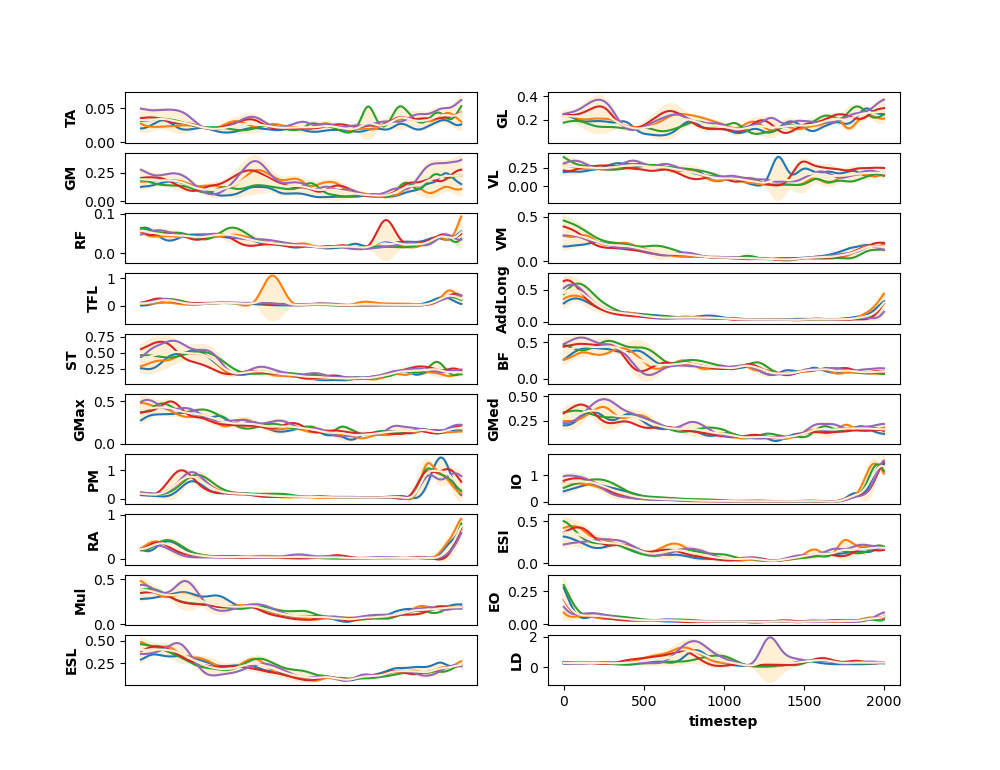 TA 0.05 0.00
GL 0.4 0.2
GM 0.25 0.00
VL 0.25 0.00
RF 0.1 0.0
VM 0.5 0.0
TFL 1 0
AddLong 0.5 0.0
ST 0.75 0.50 0.25
BF 0.5 0.0
GMax 0.5 0.0
GMed 0.50 0.25
PM 1 0
IO 1 0
RA 1 0
ESI 0.5 0.0
Mul 0.5 0.0
EO 0.25 0.00
ESL 0.50 0.25
LD 2 0
0 500 1000 1500 2000
timestep